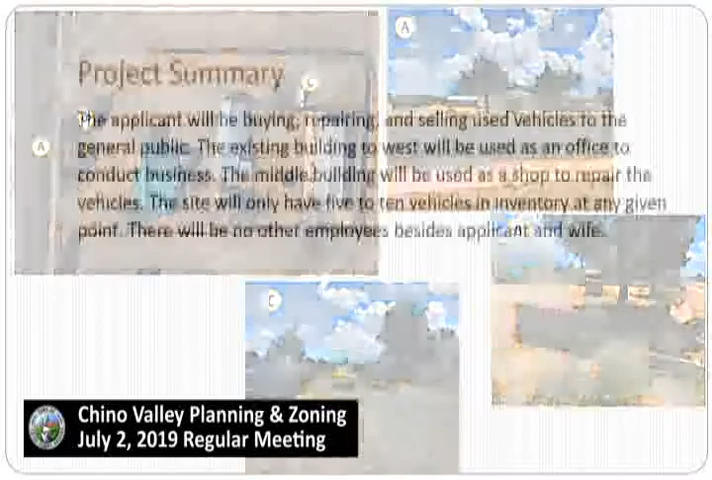 Project Summary
The applicant will be buying, repairing, and selling used vehicles to the
general public. The existing building to west will be used as an office to
conduct business. The middle building will be used as a shop to repair the
vehicles. The site will only have five to ten vehicles in inventory at any given
point. There will be no other employees besides applicant and wife.
A
C
A
C
Chino Valley Planning & Zoning
July 2, 2019 Regular Meeting